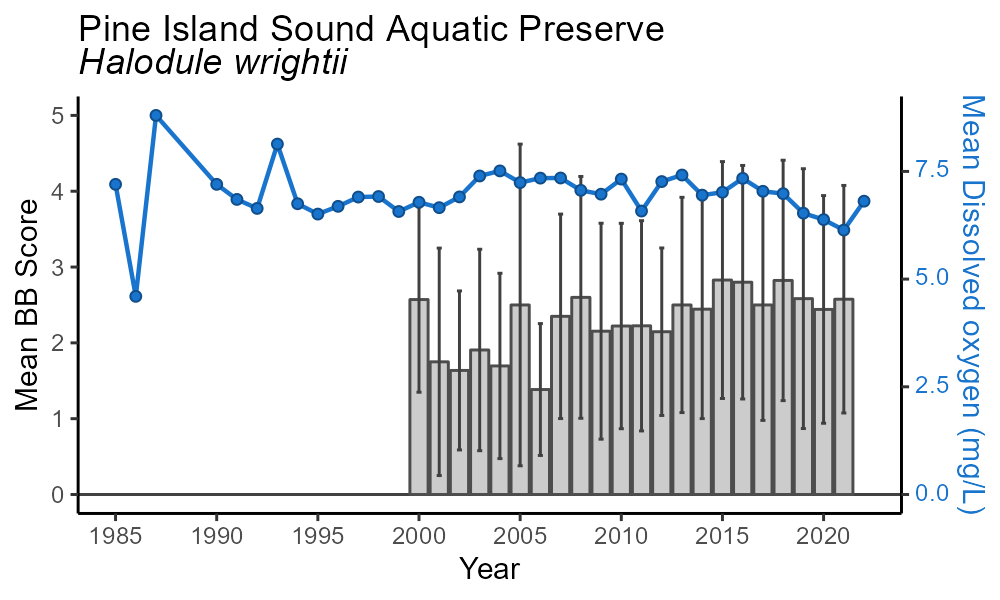 Pine Island Sound Aquatic Preserve
Halodule wrightii
Mean BB Score
5
4
3
2
1
0
Mean Dissolved oxygen (mg/L)
7.5
5.0
2.5
0.0
1985 1990 1995 2000 2005 2010 2015 2020
Year